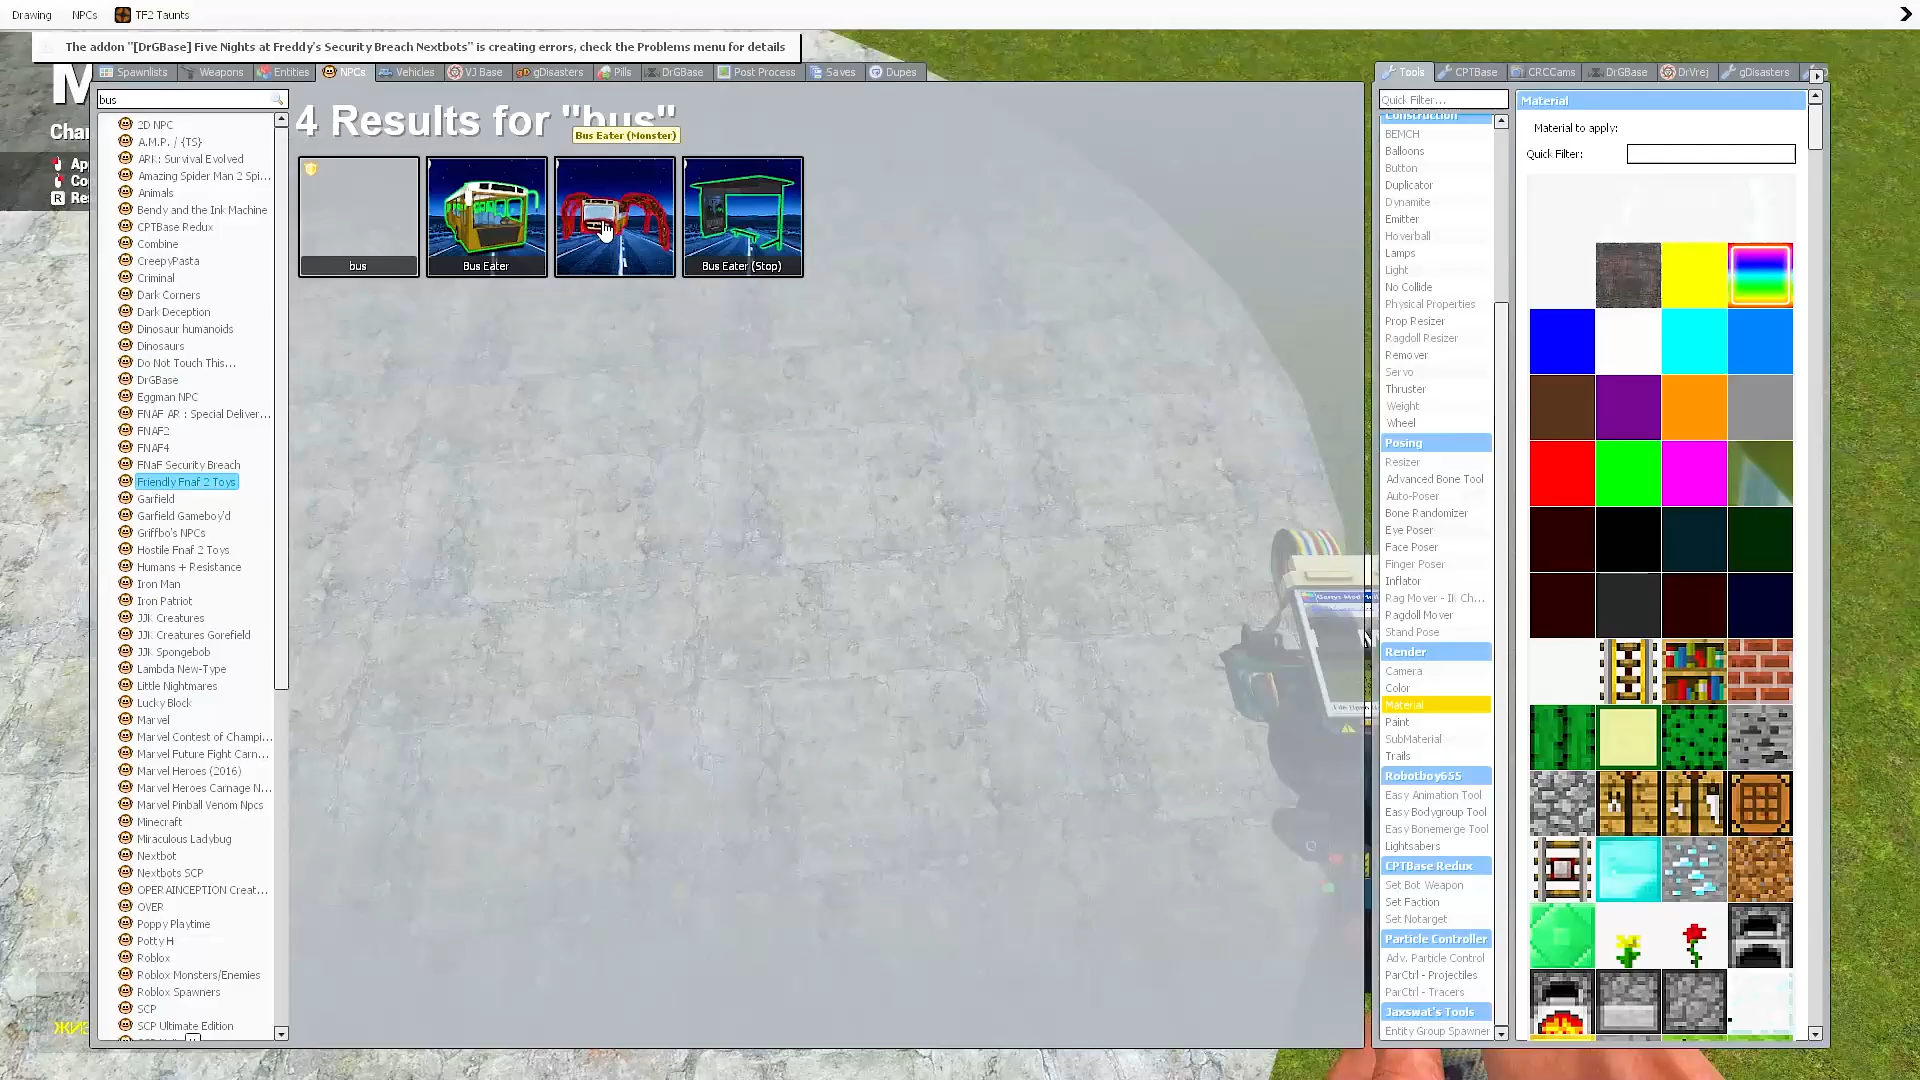 Drawing NPCs TF2 Taunts
The addon "[DrGBase] Five Nights at Freddy's Security Breach Nextbots" is creating errors, check the Problems menu for details
Spawnlists Weapons Entities NPCs Vehicles VJ Base gDisasters Pills DrGBase Post Process Saves Dupes
bus
2D NPC
A.M.P. / {TS}
ARK: Survival Evolved
Amazing Spider Man 2 Spi...
Animals
Bendy and the Ink Machine
CPTBase Redux
Combine
CreepyPasta
Criminal
Dark Corners
Dark Deception
Dinosaur humanoids
Dinosaurs
Do Not Touch This...
DrGBase
Eggman NPC
FNAF AR : Special Deliver...
FNAF2
FNAF4
FNaF Security Breach
Friendly Fnaf 2 Toys
Garfield
Garfield Gameboy'd
Griffbo's NPCs
Hostile Fnaf 2 Toys
Humans + Resistance
Iron Man
Iron Patriot
JJK Creatures
JJK Creatures Gorefield
JJK Spongebob
Lambda New-Type
Little Nightmares
Lucky Block
Marvel
Marvel Contest of Champi...
Marvel Future Fight Carn...
Marvel Heroes (2016)
Marvel Heroes Carnage N...
Marvel Pinball Venom Npcs
Minecraft
Miraculous Ladybug
Nextbot
Nextbots SCP
OPERAINCEPTION Creat...
OVER
Poppy Playtime
Potty H
Roblox
Roblox Monsters/Enemies
Roblox Spawners
SCP
SCP Ultimate Edition
4 Results for "bus"
Bus Eater (Monster)
bus
Bus Eater
Bus Eater (Stop)
Tools CPTBase CRCCams DrGBase DrVrej gDisasters
Quick Filter...
Construction
BEMCH
Balloons
Button
Duplicator
Dynamite
Emitter
Hoverball
Lamps
Light
No Collide
Physical Properties
Prop Resizer
Ragdoll Resizer
Remover
Servo
Thruster
Weight
Wheel
Posing
Resizer
Advanced Bone Tool
Auto-Poser
Bone Randomizer
Eye Poser
Face Poser
Finger Poser
Inflator
Rag Mover - IK Ch...
Ragdoll Mover
Stand Pose
Render
Camera
Color
Material
Paint
SubMaterial
Trails
Robotboy655
Easy Animation Tool
Easy Bodygroup Tool
Easy Bonemerge Tool
Lightsabers
CPTBase Redux
Set Bot Weapon
Set Faction
Set Notarget
Particle Controller
Adv. Particle Control
ParCtrl - Projectiles
ParCtrl - Tracers
Jaxswat's Tools
Entity Group Spawner
Material
Material to apply:
Quick Filter: